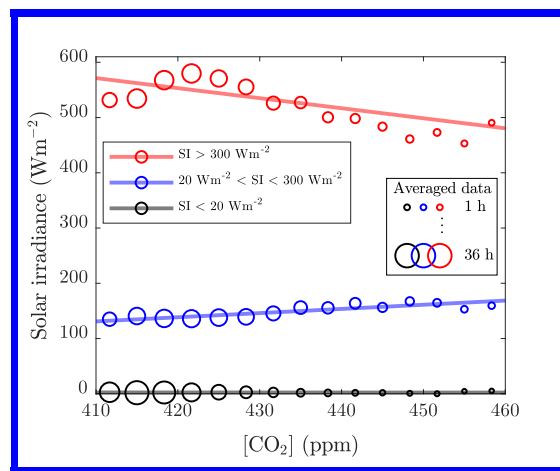 600
500
400
300
200
100
0
Solar irradiance (Wm⁻²)
SI > 300 Wm⁻²
20 Wm⁻² < SI < 300 Wm⁻²
SI < 20 Wm⁻²
Averaged data
1 h
36 h
410 420 430 440 450 460
[CO₂] (ppm)